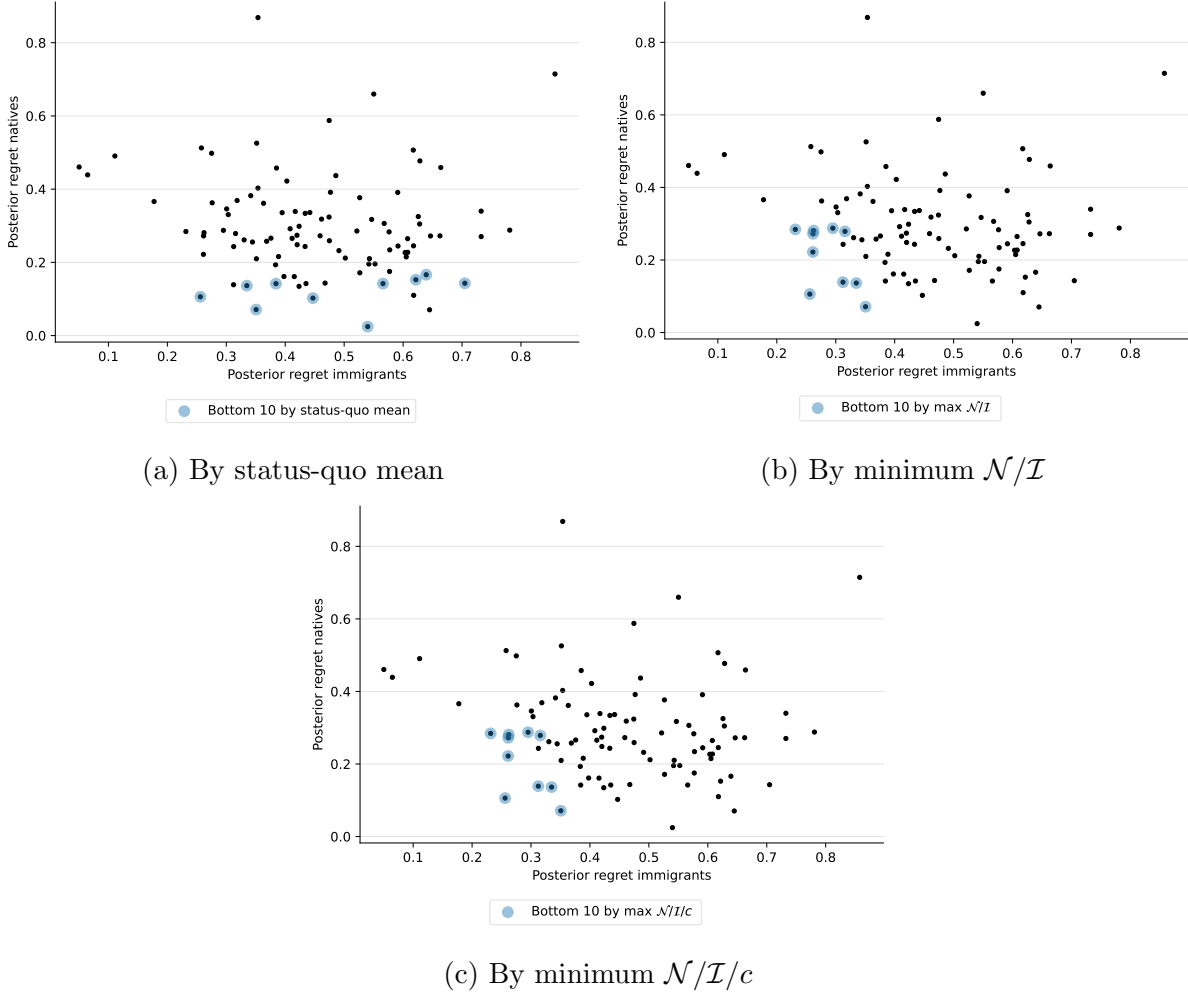 0.8
0.6
0.4
0.2
0.0
Posterior regret natives
0.1 0.2 0.3 0.4 0.5 0.6 0.7 0.8
Posterior regret immigrants
Bottom 10 by status-quo mean
(a) By status-quo mean
0.8
0.6
0.4
0.2
0.0
Posterior regret natives
0.1 0.2 0.3 0.4 0.5 0.6 0.7 0.8
Posterior regret immigrants
Bottom 10 by max 𝒩/ℐ
(b) By minimum 𝒩/ℐ
0.8
0.6
0.4
0.2
0.0
Posterior regret natives
0.1 0.2 0.3 0.4 0.5 0.6 0.7 0.8
Posterior regret immigrants
Bottom 10 by max 𝒩/ℐ/c
(c) By minimum 𝒩/ℐ/c